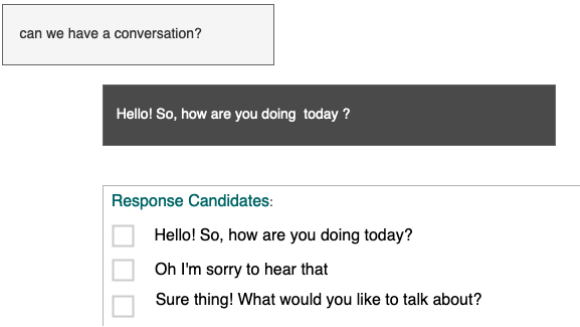 can we have a conversation?
Hello! So, how are you doing  today ?
Response Candidates:
Hello! So, how are you doing today?
Oh I'm sorry to hear that
Sure thing! What would you like to talk about?